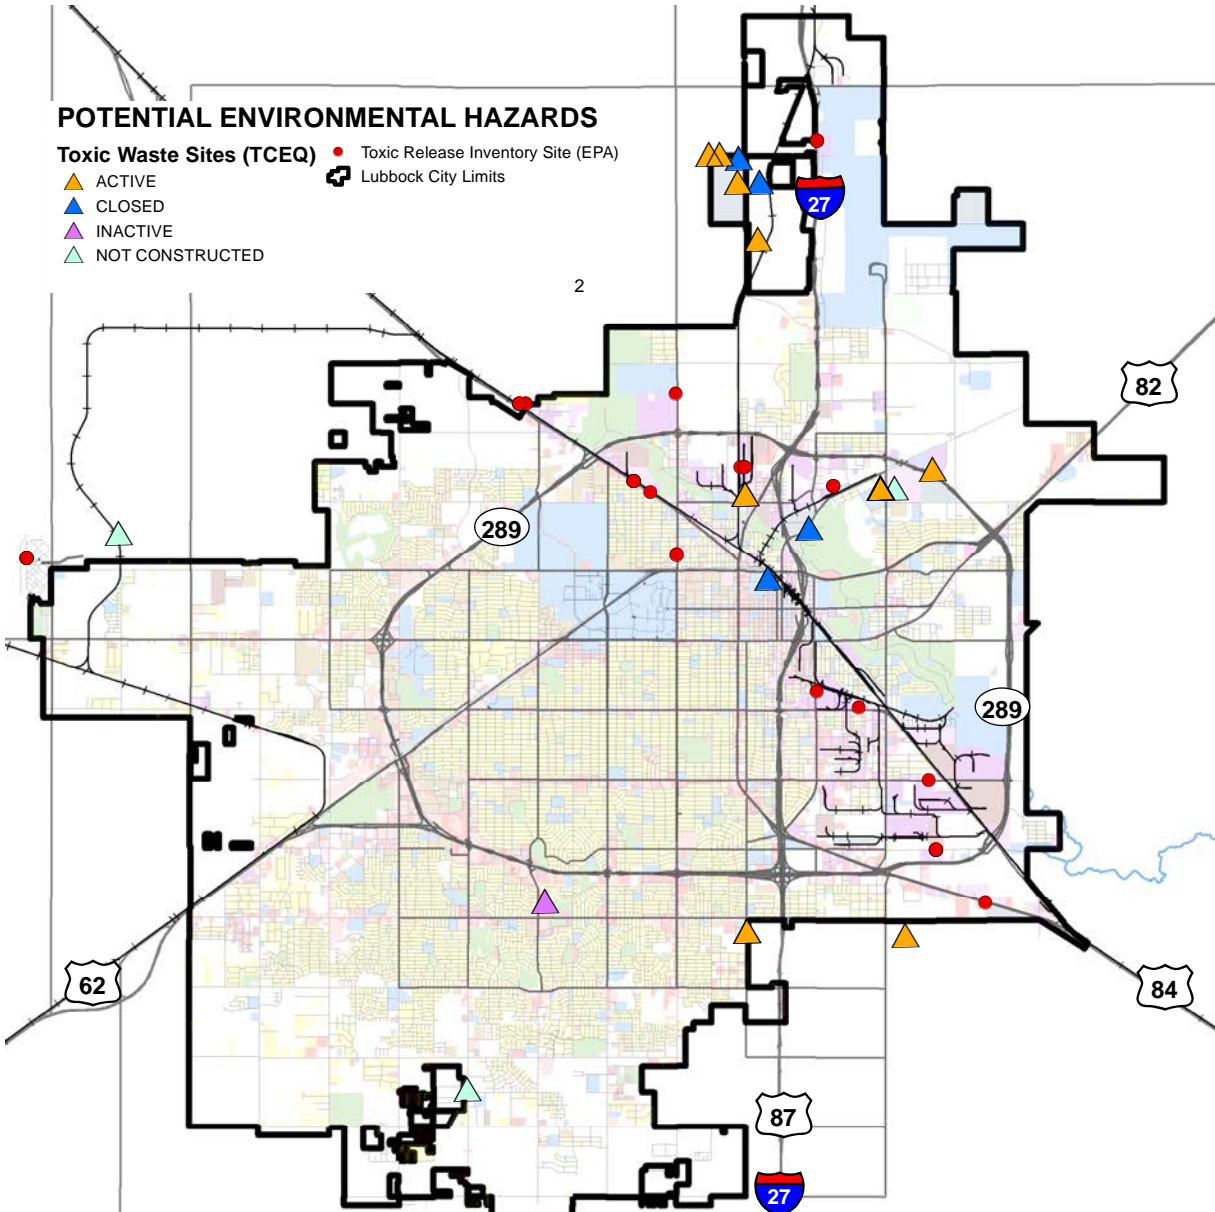 POTENTIAL ENVIRONMENTAL HAZARDS
Toxic Waste Sites (TCEQ)
Toxic Release Inventory Site (EPA)
ACTIVE
Lubbock City Limits
CLOSED
INACTIVE
NOT CONSTRUCTED
27
2
82
289
289
62
84
87
27